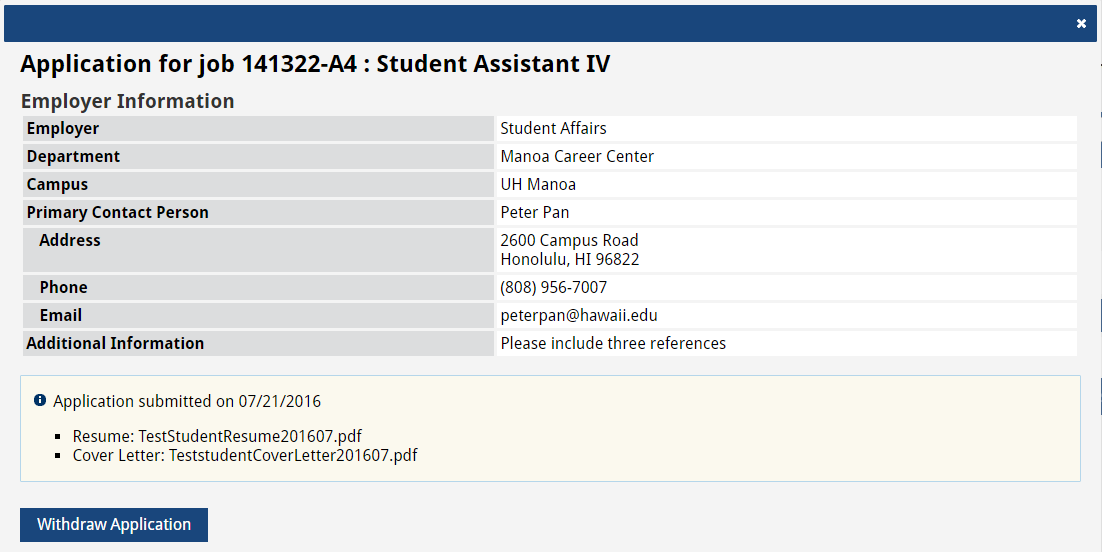 Application for job 141322-A4 : Student Assistant IV
Employer Information
Employer Student Affairs
Department Manoa Career Center
Campus UH Manoa
Primary Contact Person Peter Pan
Address 2600 Campus Road
Honolulu, HI 96822
Phone (808) 956-7007
Email peterpan@hawaii.edu
Additional Information Please include three references
Application submitted on 07/21/2016
Resume: TestStudentResume201607.pdf
Cover Letter: TeststudentCoverLetter201607.pdf
Withdraw Application